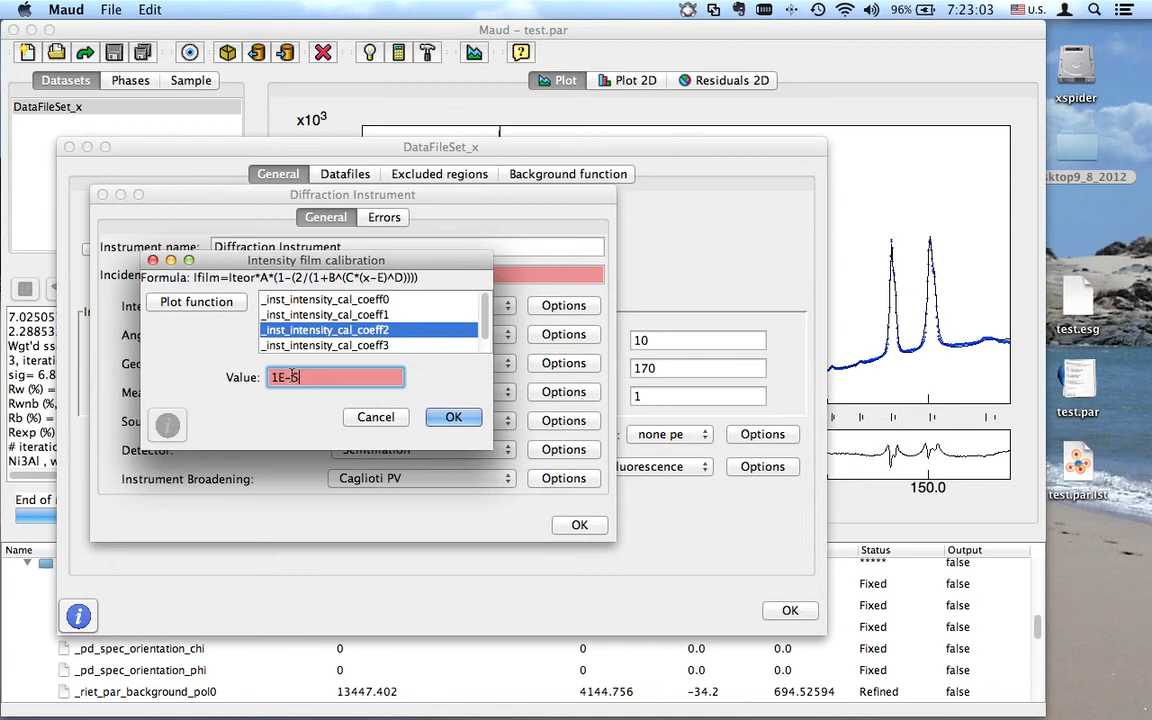 Maud File Edit 96% 7:23:03 U.S.
Maud - test.par
Datasets Phases Sample Plot Plot 2D Residuals 2D
DataFileSet_x
x10³
DataFileSet_x
General Datafiles Excluded regions Background function
Diffraction Instrument
General Errors
Instrument name: Diffraction Instrument
Intensity film calibration
Formula: Ifilm=Iteor*A*(1-(2/(1+B^(C*(x-E)^D))))
Plot function
_inst_intensity_cal_coeff0
_inst_intensity_cal_coeff1
_inst_intensity_cal_coeff2
_inst_intensity_cal_coeff3
Value: 1E-5
Cancel OK
Options
Options
Options
Options
Options
Options
Options
Instrument Broadening: Caglioti PV
OK
10
170
1
none pe Options
Options
OK
7.02505
2.28853
Wgt'd ss
3, iterati
sig= 6.8
Rw (%) =
Rwnb (%,
Rb (%) =
Rexp (%)
# iteratio
Ni3Al , w
End of
150.0
xspider
sktop9_8_2012
test.esg
test.par
test.par.lst
Name Status Output
***** false
Fixed false
Fixed false
Fixed false
_pd_spec_orientation_chi 0 0 0.0 0.0 Fixed false
_pd_spec_orientation_phi 0 0 0.0 0.0 Fixed false
_riet_par_background_pol0 13447.402 4144.756 -34.2 694.52594 Refined false